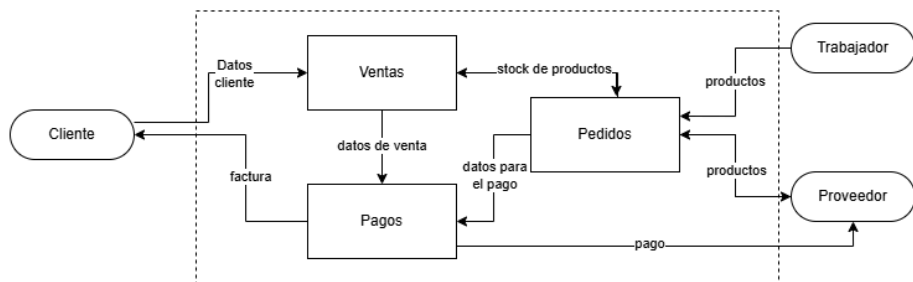 Trabajador
Datos
cliente
Ventas
stock de productos
productos
Cliente
Pedidos
datos de venta
datos para
el pago
factura
productos
Proveedor
Pagos
pago